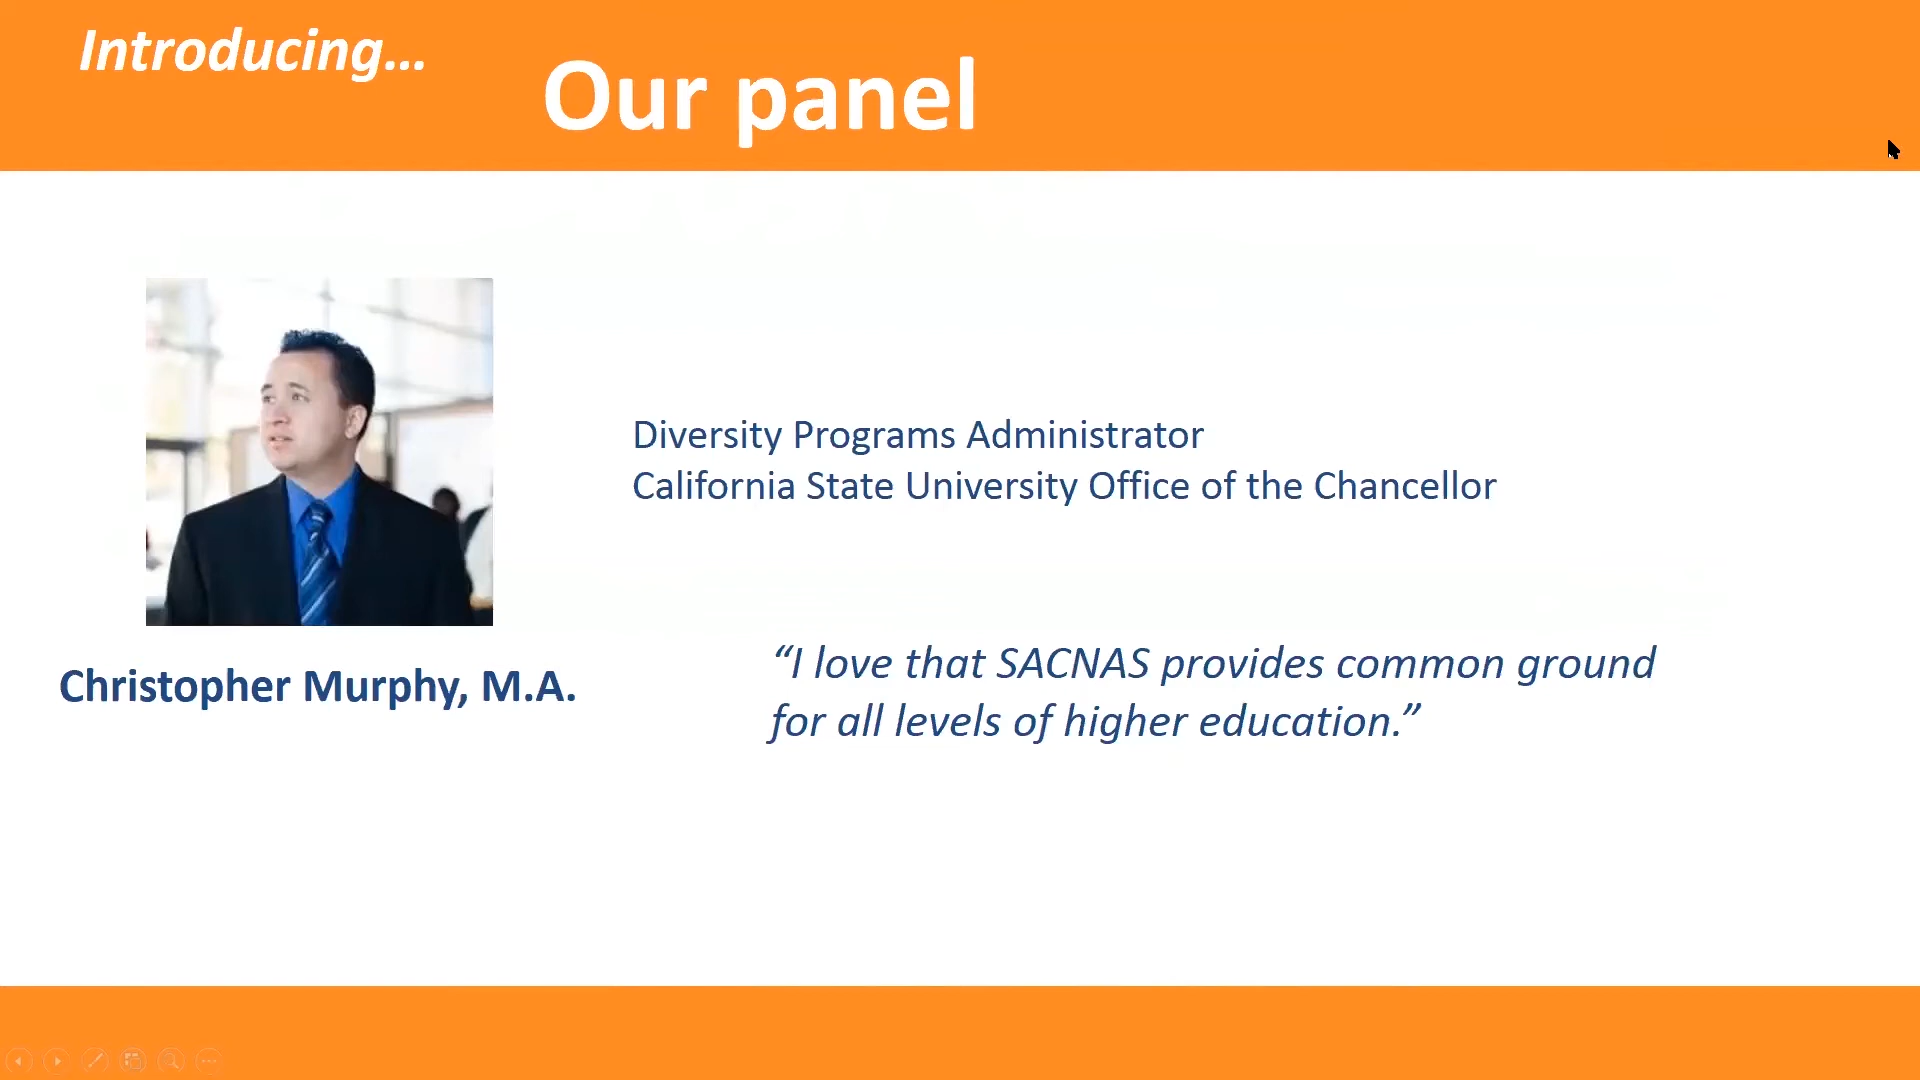 Introducing...
Our panel
Diversity Programs Administrator
California State University Office of the Chancellor
Christopher Murphy, M.A.
“I love that SACNAS provides common ground
for all levels of higher education.”